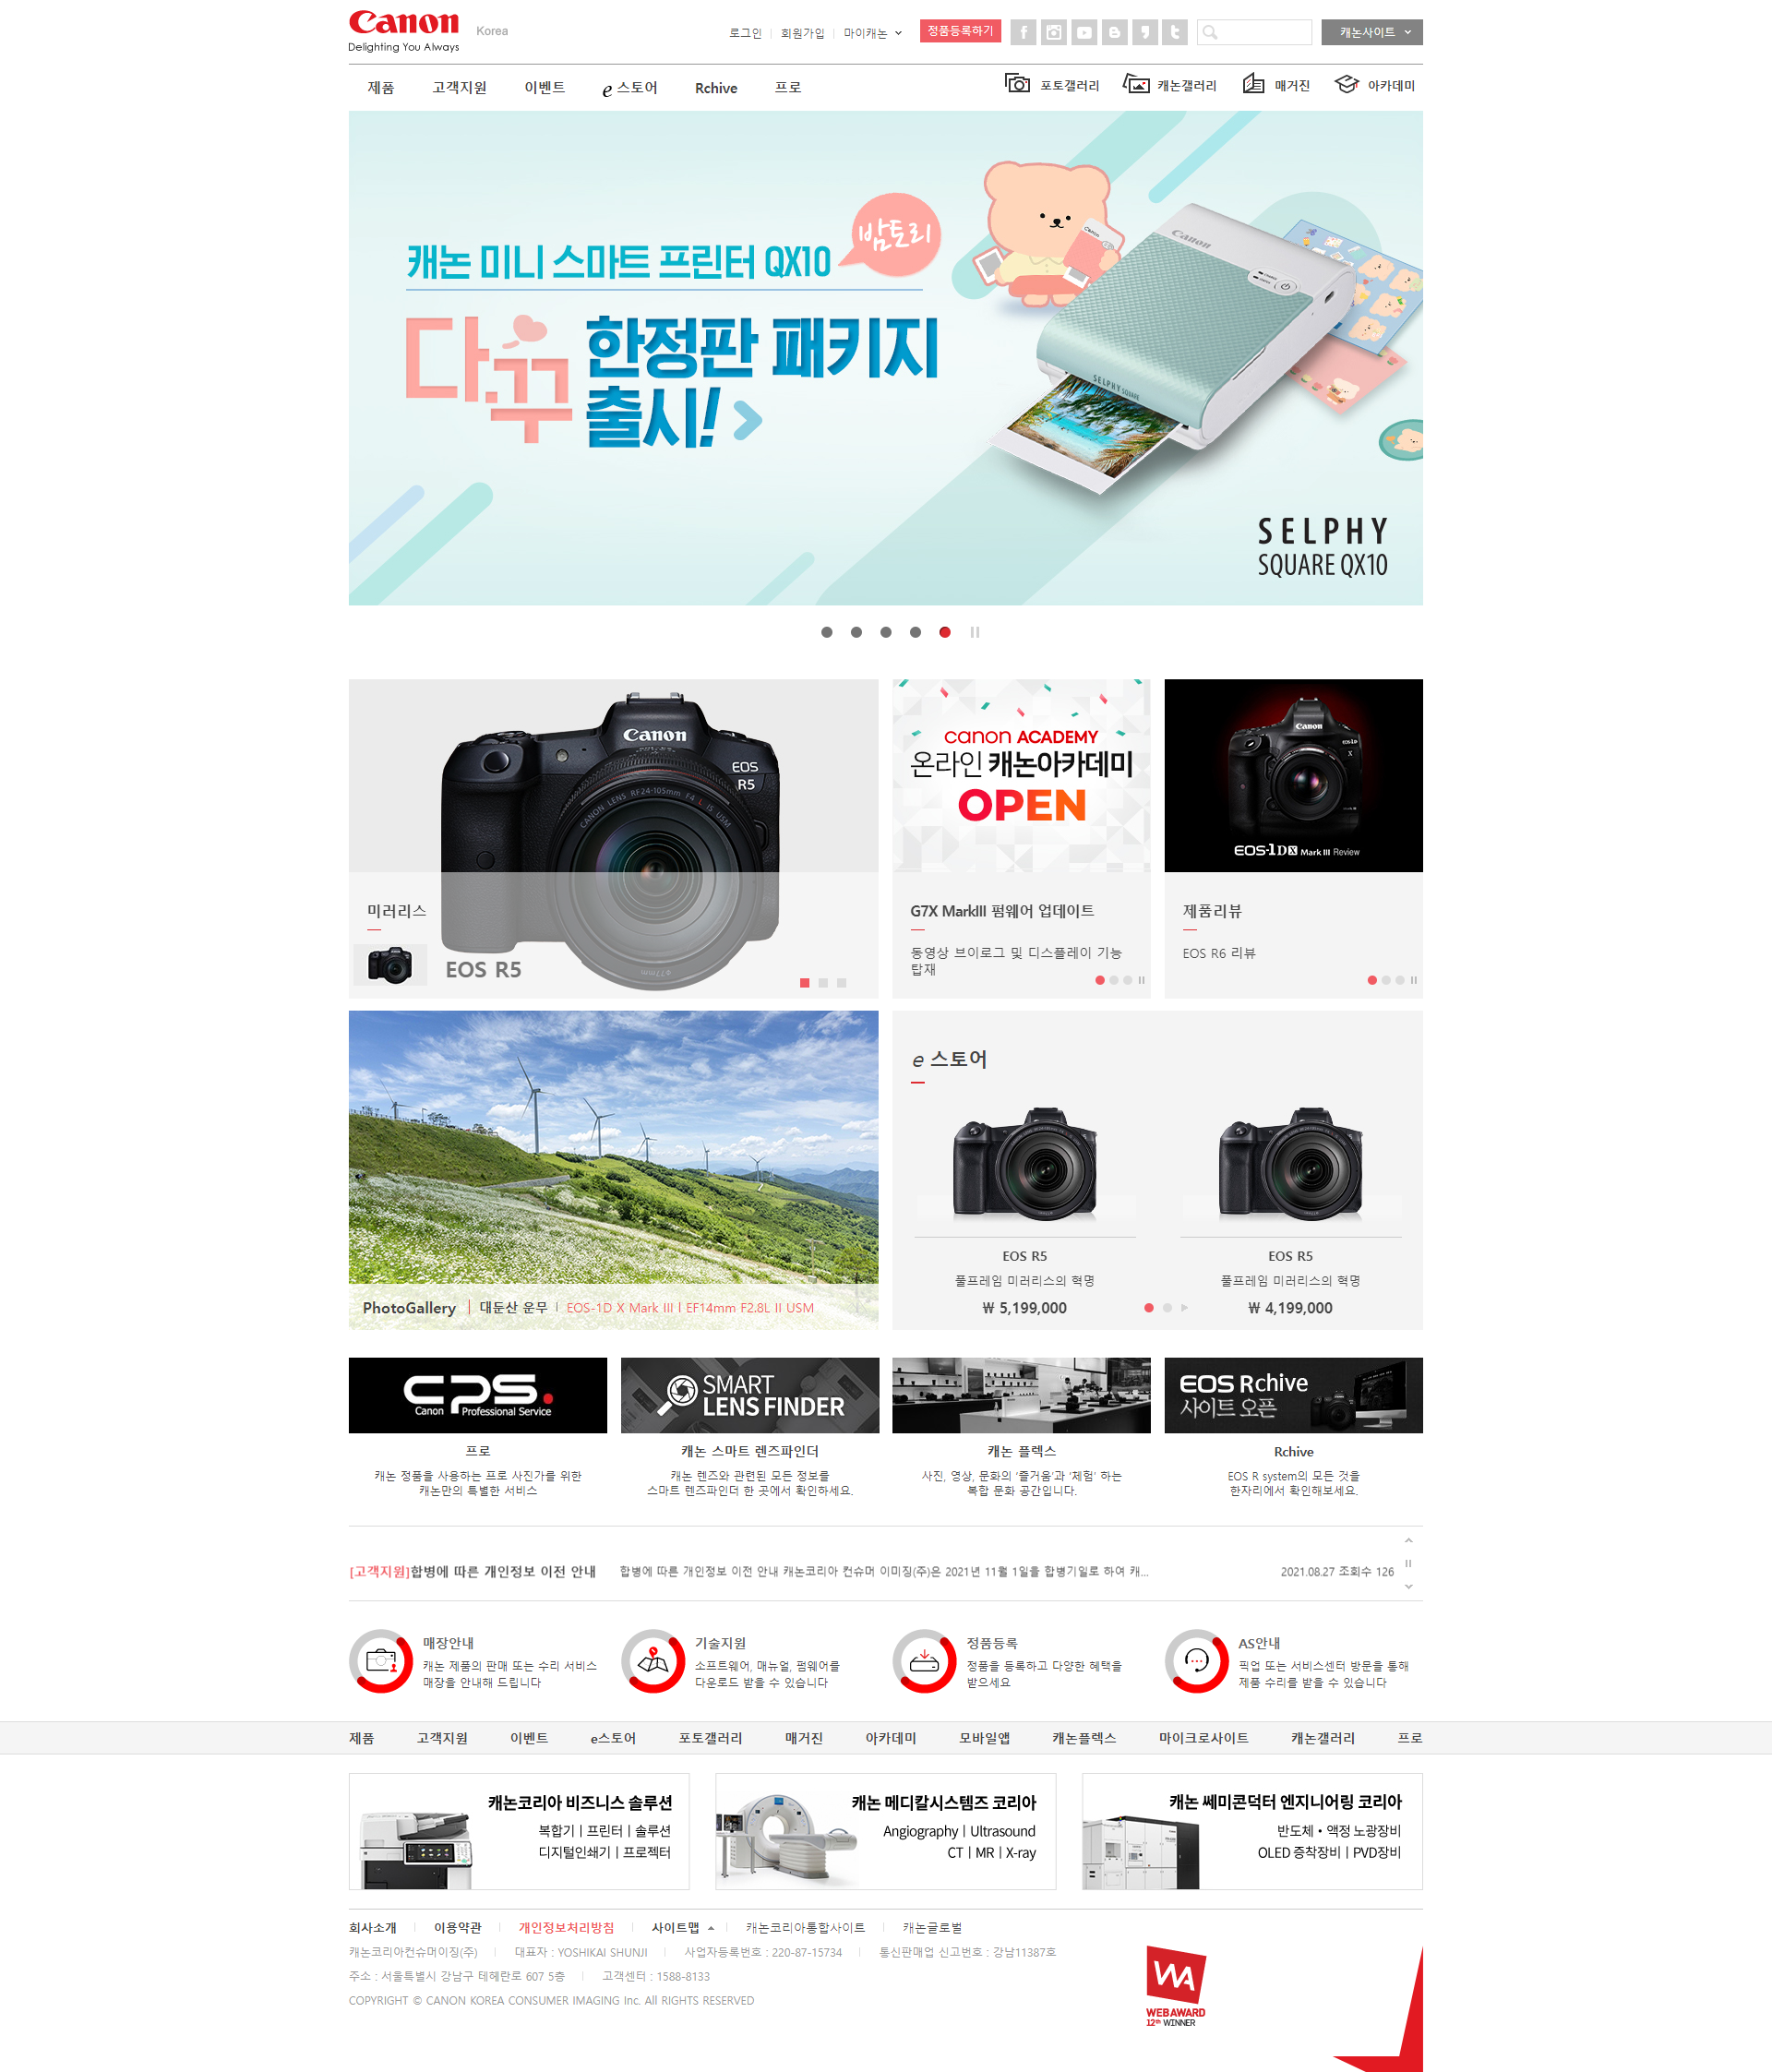 Canon
Delighting You Always
Korea
로그인
회원가입
마이캐논
정품등록하기
캐논사이트
제품
고객지원
이벤트
e 스토어
Rchive
프로
포토갤러리
캐논갤러리
매거진
아카데미
캐논 미니 스마트 프린터 QX10
밤토리
다.꾸 한정판 패키지
출시!
Canon
SELPHY SQUARE
SELPHY
SQUARE QX10
Canon
EOS
R5
CANON LENS RF24-105mm F4 L IS USM
Ф77mm
미러리스
EOS R5
canon ACADEMY
온라인 캐논아카데미
OPEN
G7X MarkIII 펌웨어 업데이트
동영상 브이로그 및 디스플레이 기능
탑재
Canon
EOS-1D
X
EOS-1DX Mark III Review
제품리뷰
EOS R6 리뷰
PhotoGallery
대둔산 운무 | EOS-1D X Mark III | EF14mm F2.8L II USM
e 스토어
EOS R5
풀프레임 미러리스의 혁명
₩ 5,199,000
EOS R5
풀프레임 미러리스의 혁명
₩ 4,199,000
CPS.
Canon Professional Service
프로
캐논 정품을 사용하는 프로 사진가를 위한
캐논만의 특별한 서비스
SMART
LENS FINDER
캐논 스마트 렌즈파인더
캐논 렌즈와 관련된 모든 정보를
스마트 렌즈파인더 한 곳에서 확인하세요.
캐논 플렉스
사진, 영상, 문화의 '즐거움'과 '체험' 하는
복합 문화 공간입니다.
EOS Rchive
사이트 오픈
Rchive
EOS R system의 모든 것을
한자리에서 확인해보세요.
[고객지원]합병에 따른 개인정보 이전 안내
합병에 따른 개인정보 이전 안내 캐논코리아 컨슈머 이미징(주)은 2021년 11월 1일을 합병기일로 하여 캐...
2021.08.27 조회수 126
매장안내
캐논 제품의 판매 또는 수리 서비스
매장을 안내해 드립니다
기술지원
소프트웨어, 매뉴얼, 펌웨어를
다운로드 받을 수 있습니다
정품등록
정품을 등록하고 다양한 혜택을
받으세요
AS안내
픽업 또는 서비스센터 방문을 통해
제품 수리를 받을 수 있습니다
제품
고객지원
이벤트
e스토어
포토갤러리
매거진
아카데미
모바일앱
캐논플렉스
마이크로사이트
캐논갤러리
프로
캐논코리아 비즈니스 솔루션
복합기 | 프린터 | 솔루션
디지털인쇄기 | 프로젝터
캐논 메디칼시스템즈 코리아
Angiography | Ultrasound
CT | MR | X-ray
캐논 쎄미콘덕터 엔지니어링 코리아
반도체 • 액정 노광장비
OLED 증착장비 | PVD장비
회사소개
이용약관
개인정보처리방침
사이트맵
캐논코리아통합사이트
캐논글로벌
캐논코리아컨슈머이징(주)
대표자 : YOSHIKAI SHUNJI
사업자등록번호 : 220-87-15734
통신판매업 신고번호 : 강남11387호
주소 : 서울특별시 강남구 테헤란로 607 5층
고객센터 : 1588-8133
COPYRIGHT © CANON KOREA CONSUMER IMAGING Inc. All RIGHTS RESERVED
WA
WEBAWARD
12th WINNER